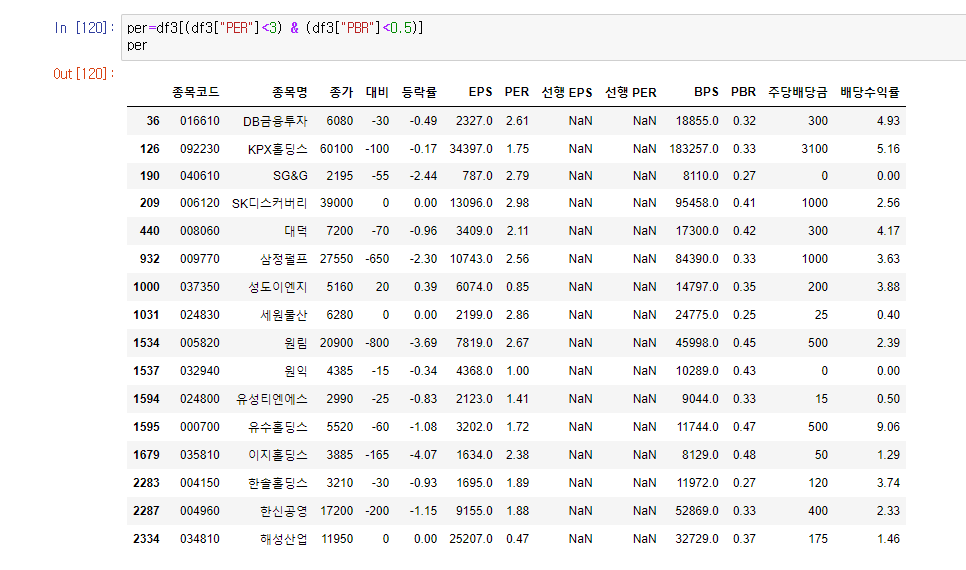 In [120]: per=df3[(df3["PER"]<3) & (df3["PBR"]<0.5)]
per
Out[120]:
종목코드 종목명 종가 대비 등락률 EPS PER 선행 EPS 선행 PER BPS PBR 주당배당금 배당수익률
36 016610 DB금융투자 6080 -30 -0.49 2327.0 2.61 NaN NaN 18855.0 0.32 300 4.93
126 092230 KPX홀딩스 60100 -100 -0.17 34397.0 1.75 NaN NaN 183257.0 0.33 3100 5.16
190 040610 SG&G 2195 -55 -2.44 787.0 2.79 NaN NaN 8110.0 0.27 0 0.00
209 006120 SK디스커버리 39000 0 0.00 13096.0 2.98 NaN NaN 95458.0 0.41 1000 2.56
440 008060 대덕 7200 -70 -0.96 3409.0 2.11 NaN NaN 17300.0 0.42 300 4.17
932 009770 삼정펄프 27550 -650 -2.30 10743.0 2.56 NaN NaN 84390.0 0.33 1000 3.63
1000 037350 성도이엔지 5160 20 0.39 6074.0 0.85 NaN NaN 14797.0 0.35 200 3.88
1031 024830 세원물산 6280 0 0.00 2199.0 2.86 NaN NaN 24775.0 0.25 25 0.40
1534 005820 원림 20900 -800 -3.69 7819.0 2.67 NaN NaN 45998.0 0.45 500 2.39
1537 032940 원익 4385 -15 -0.34 4368.0 1.00 NaN NaN 10289.0 0.43 0 0.00
1594 024800 유성티엔에스 2990 -25 -0.83 2123.0 1.41 NaN NaN 9044.0 0.33 15 0.50
1595 000700 유수홀딩스 5520 -60 -1.08 3202.0 1.72 NaN NaN 11744.0 0.47 500 9.06
1679 035810 이지홀딩스 3885 -165 -4.07 1634.0 2.38 NaN NaN 8129.0 0.48 50 1.29
2283 004150 한솔홀딩스 3210 -30 -0.93 1695.0 1.89 NaN NaN 11972.0 0.27 120 3.74
2287 004960 한신공영 17200 -200 -1.15 9155.0 1.88 NaN NaN 52869.0 0.33 400 2.33
2334 034810 해성산업 11950 0 0.00 25207.0 0.47 NaN NaN 32729.0 0.37 175 1.46